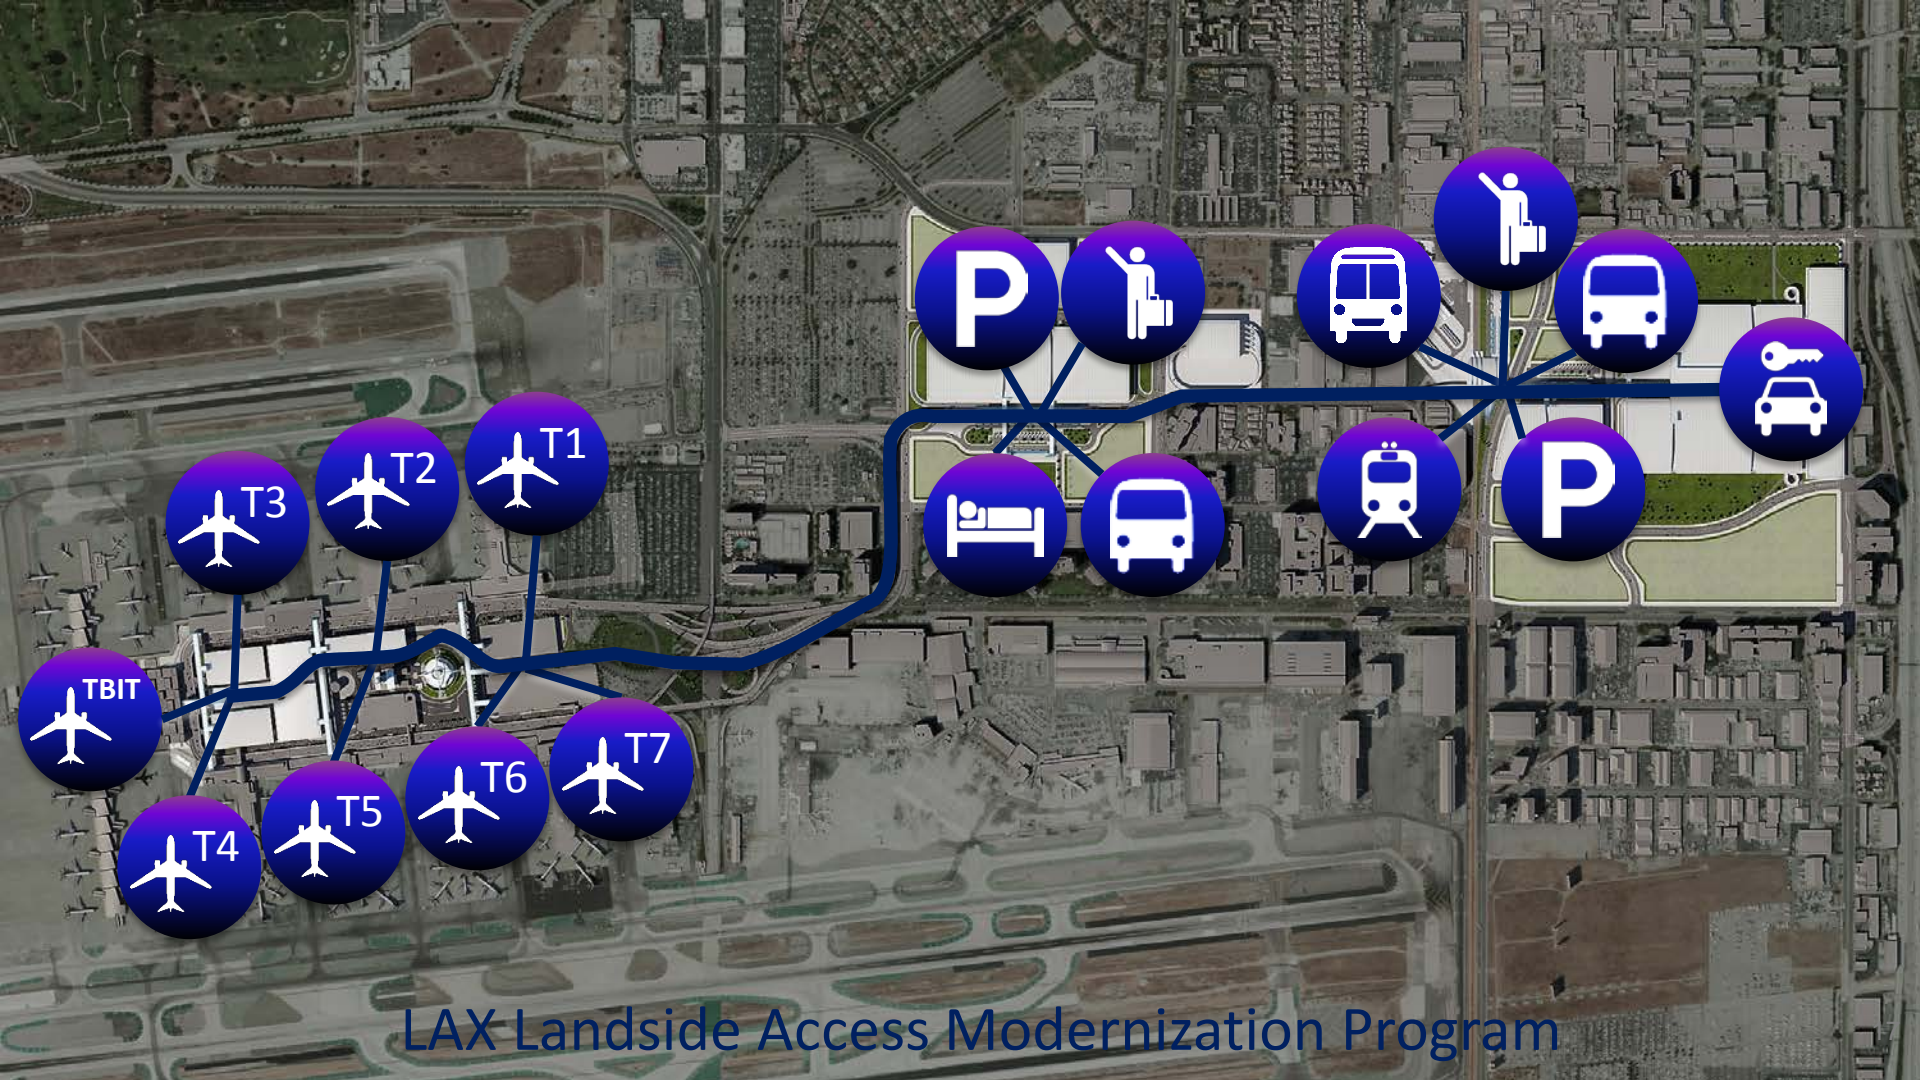 P
P
T1
T2
T3
TBIT
T7
T6
T5
T4
LAX Landside Access Modernization Program